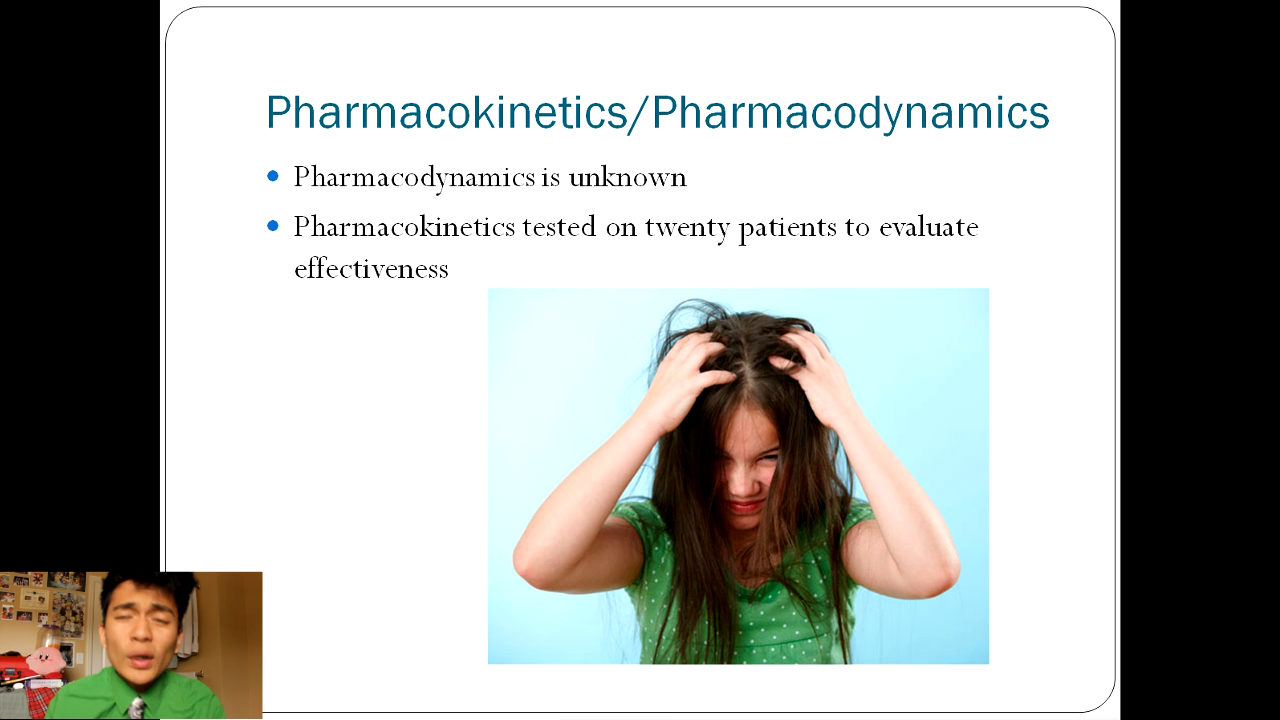 Pharmacokinetics/Pharmacodynamics
Pharmacodynamics is unknown
Pharmacokinetics tested on twenty patients to evaluate
effectiveness